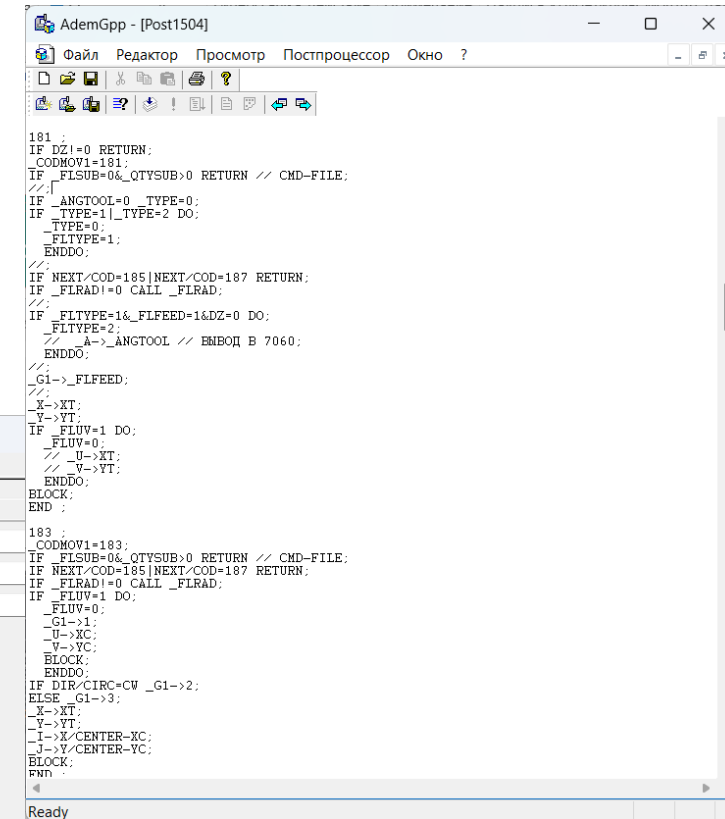 AdemGpp - [Post1504]
Файл Редактор Просмотр Постпроцессор Окно ?
181 ;
IF DZ!=0 RETURN;
_CODMOV1=181;
IF _FLSUB=0&_QTYSUB>0 RETURN // CMD-FILE;
//;
IF _ANGTOOL=0 _TYPE=0;
IF _TYPE=1|_TYPE=2 DO;
_TYPE=0;
_FLTYPE=1;
ENDDO;
//;
IF NEXT/COD=185|NEXT/COD=187 RETURN;
IF _FLRAD!=0 CALL _FLRAD;
//;
IF _FLTYPE=1&_FLFEED=1&DZ=0 DO;
_FLTYPE=2;
// _A->_ANGTOOL // ВЫВОД В 7060;
ENDDO;
//;
_G1->_FLFEED;
//;
_X->XT;
_Y->YT;
IF _FLUV=1 DO;
_FLUV=0;
// _U->XT;
// _V->YT;
ENDDO;
BLOCK;
END ;
183 ;
_CODMOV1=183;
IF _FLSUB=0&_QTYSUB>0 RETURN // CMD-FILE;
IF NEXT/COD=185|NEXT/COD=187 RETURN;
IF _FLRAD!=0 CALL _FLRAD;
IF _FLUV=1 DO;
_FLUV=0;
_G1->1;
_U->XC;
_V->YC;
BLOCK;
ENDDO;
IF DIR/CIRC=CW _G1->2;
ELSE _G1->3;
_X->XT;
_Y->YT;
_I->X/CENTER-XC;
_J->Y/CENTER-YC;
BLOCK;
END ;
Ready